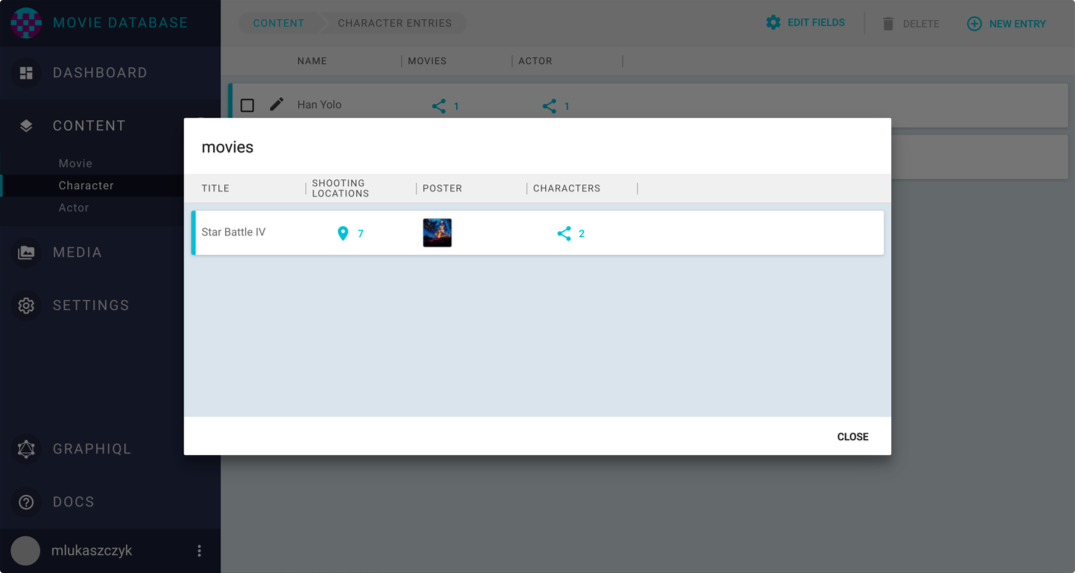 MOVIE DATABASE
DASHBOARD
CONTENT
Movie
Character
Actor
MEDIA
SETTINGS
GRAPHIQL
DOCS
mlukaszczyk
CONTENT
CHARACTER ENTRIES
EDIT FIELDS
DELETE
NEW ENTRY
NAME
MOVIES
ACTOR
Han Yolo
1
1
movies
TITLE
SHOOTING
LOCATIONS
POSTER
CHARACTERS
Star Battle IV
7
2
CLOSE